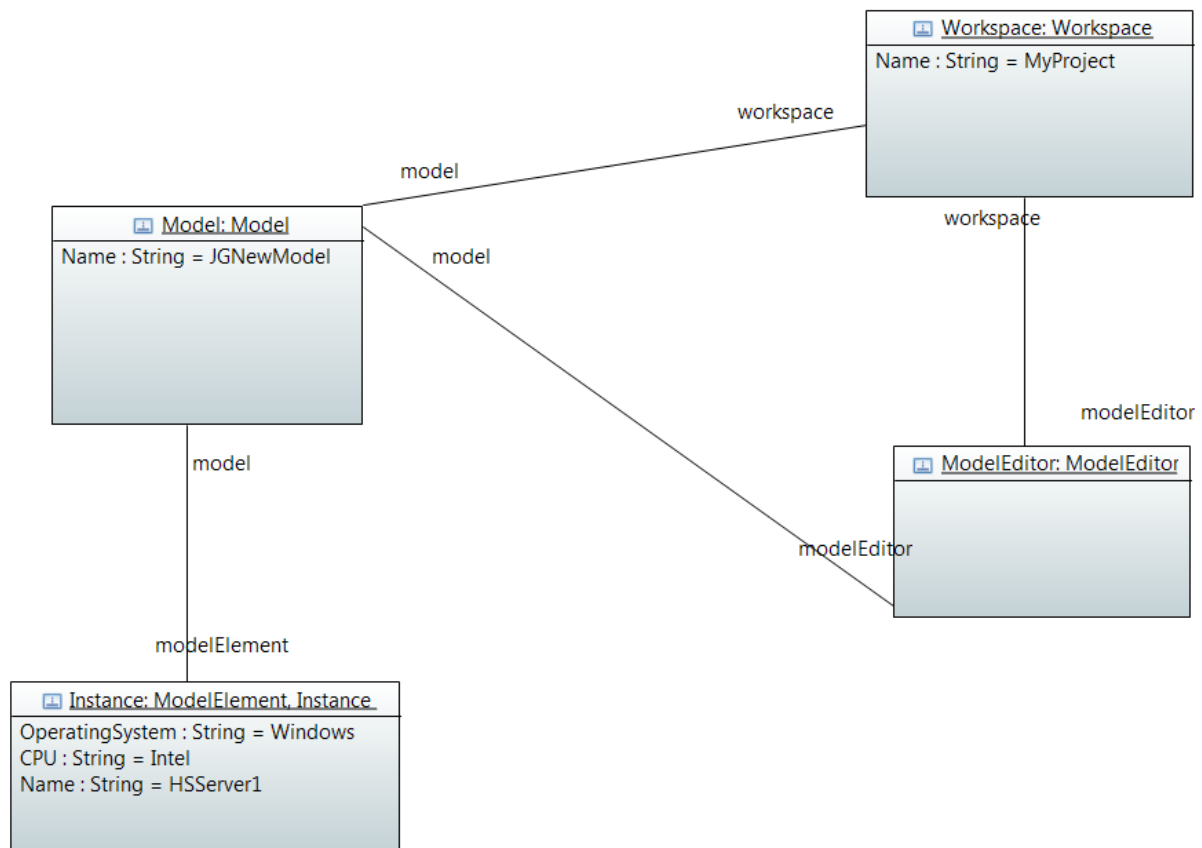 Workspace: Workspace
Name : String = MyProject
workspace
model
workspace
Model: Model
Name : String = JGNewModel
model
modelEditor
model
ModelEditor: ModelEditor
modelEditor
modelElement
Instance: ModelElement, Instance
OperatingSystem : String = Windows
CPU : String = Intel
Name : String = HSServer1